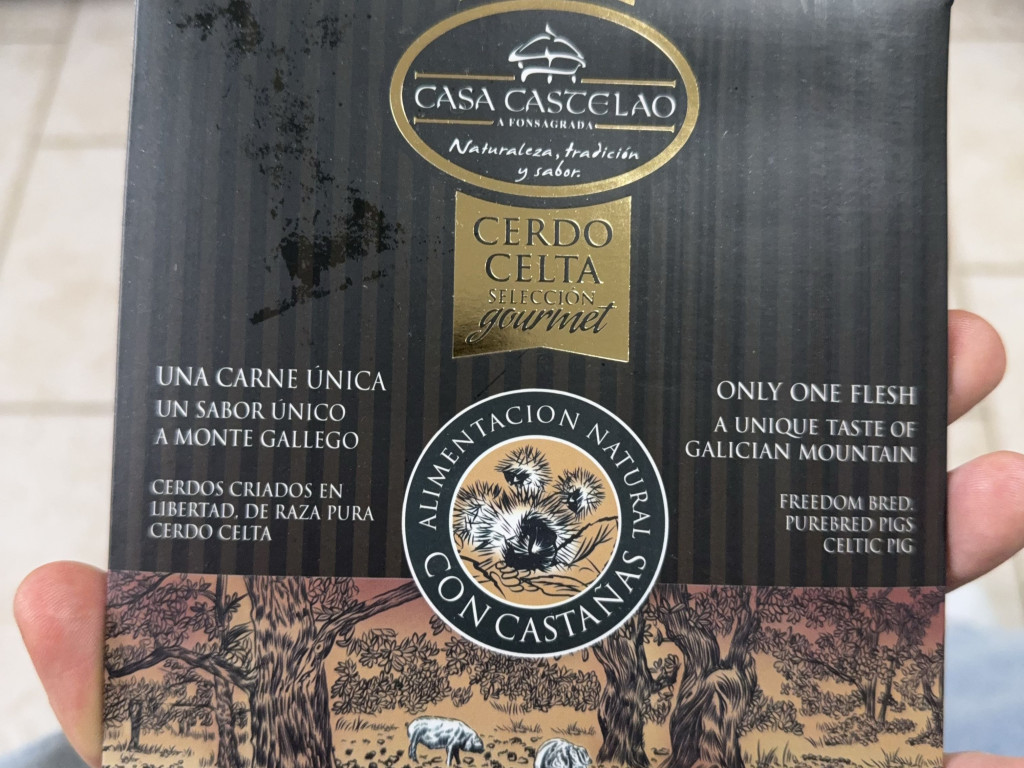 CASA CASTELAO
A FONSAGRADA
Naturaleza, tradición
y sabor.
CERDO
CELTA
SELECCIÓN
gourmet
UNA CARNE ÚNICA
UN SABOR ÚNICO
A MONTE GALLEGO
CERDOS CRIADOS EN
LIBERTAD, DE RAZA PURA
CERDO CELTA
ALIMENTACION NATURAL
CON CASTAÑAS
ONLY ONE FLESH
A UNIQUE TASTE OF
GALICIAN MOUNTAIN
FREEDOM BRED.
PUREBRED PIGS
CELTIC PIG